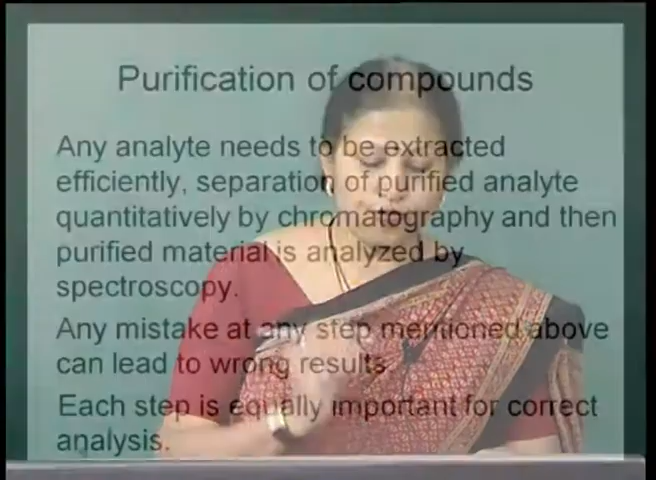 Purification of compounds
Any analyte needs to be extracted
efficiently, separation of purified analyte
quantitatively by chromatography and then
purified material is analyzed by
spectroscopy.
Any mistake at any step mentioned above
can lead to wrong results.
Each step is equally important for correct
analysis.